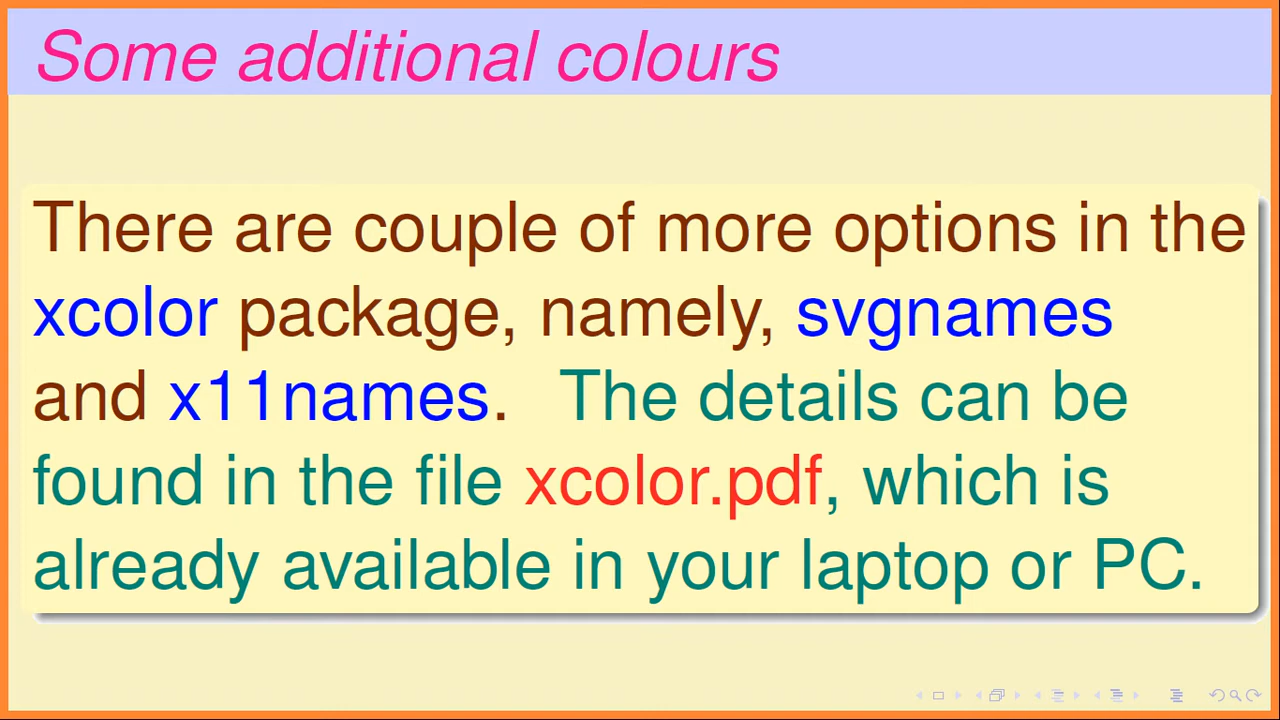 Some additional colours
There are couple of more options in the
xcolor package, namely, svgnames
and x11names. The details can be
found in the file xcolor.pdf, which is
already available in your laptop or PC.